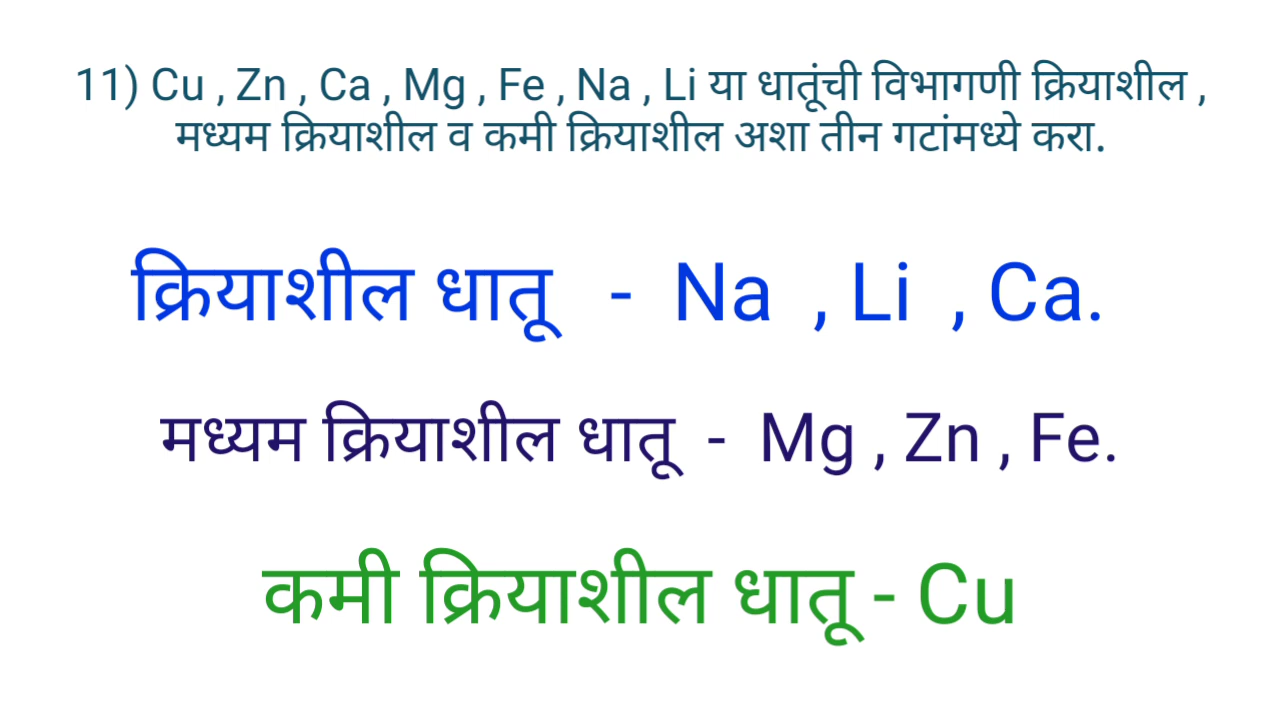 11) Cu , Zn , Ca , Mg , Fe , Na , Li या धातूंची विभागणी क्रियाशील ,
मध्यम क्रियाशील व कमी क्रियाशील अशा तीन गटांमध्ये करा.
क्रियाशील धातू - Na , Li , Ca.
मध्यम क्रियाशील धातू - Mg , Zn , Fe.
कमी क्रियाशील धातू - Cu